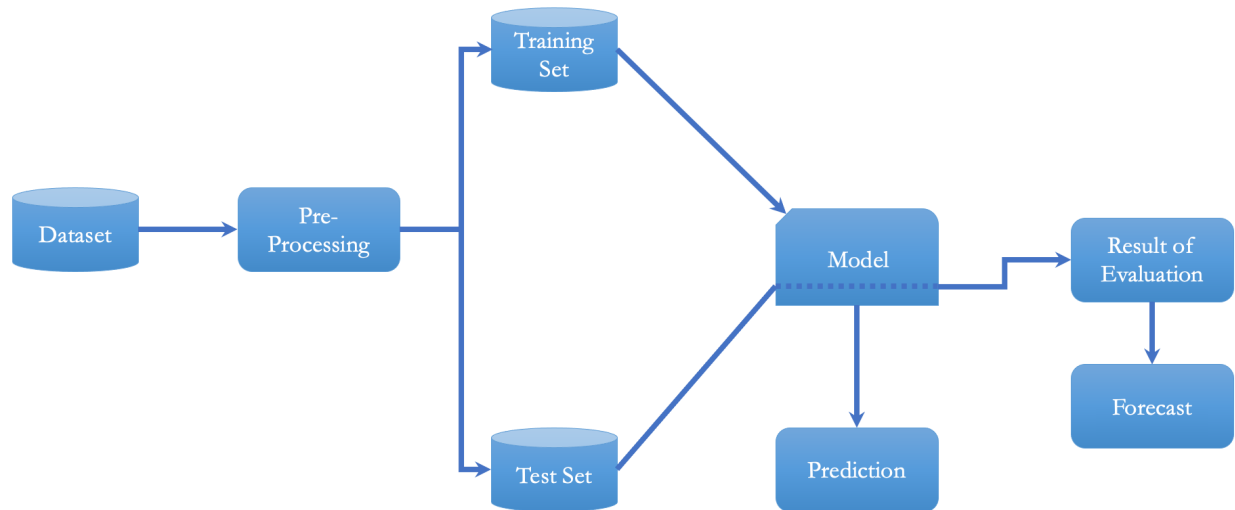 Training
Set
Dataset
Pre-
Processing
Model
Result of
Evaluation
Forecast
Test Set
Prediction